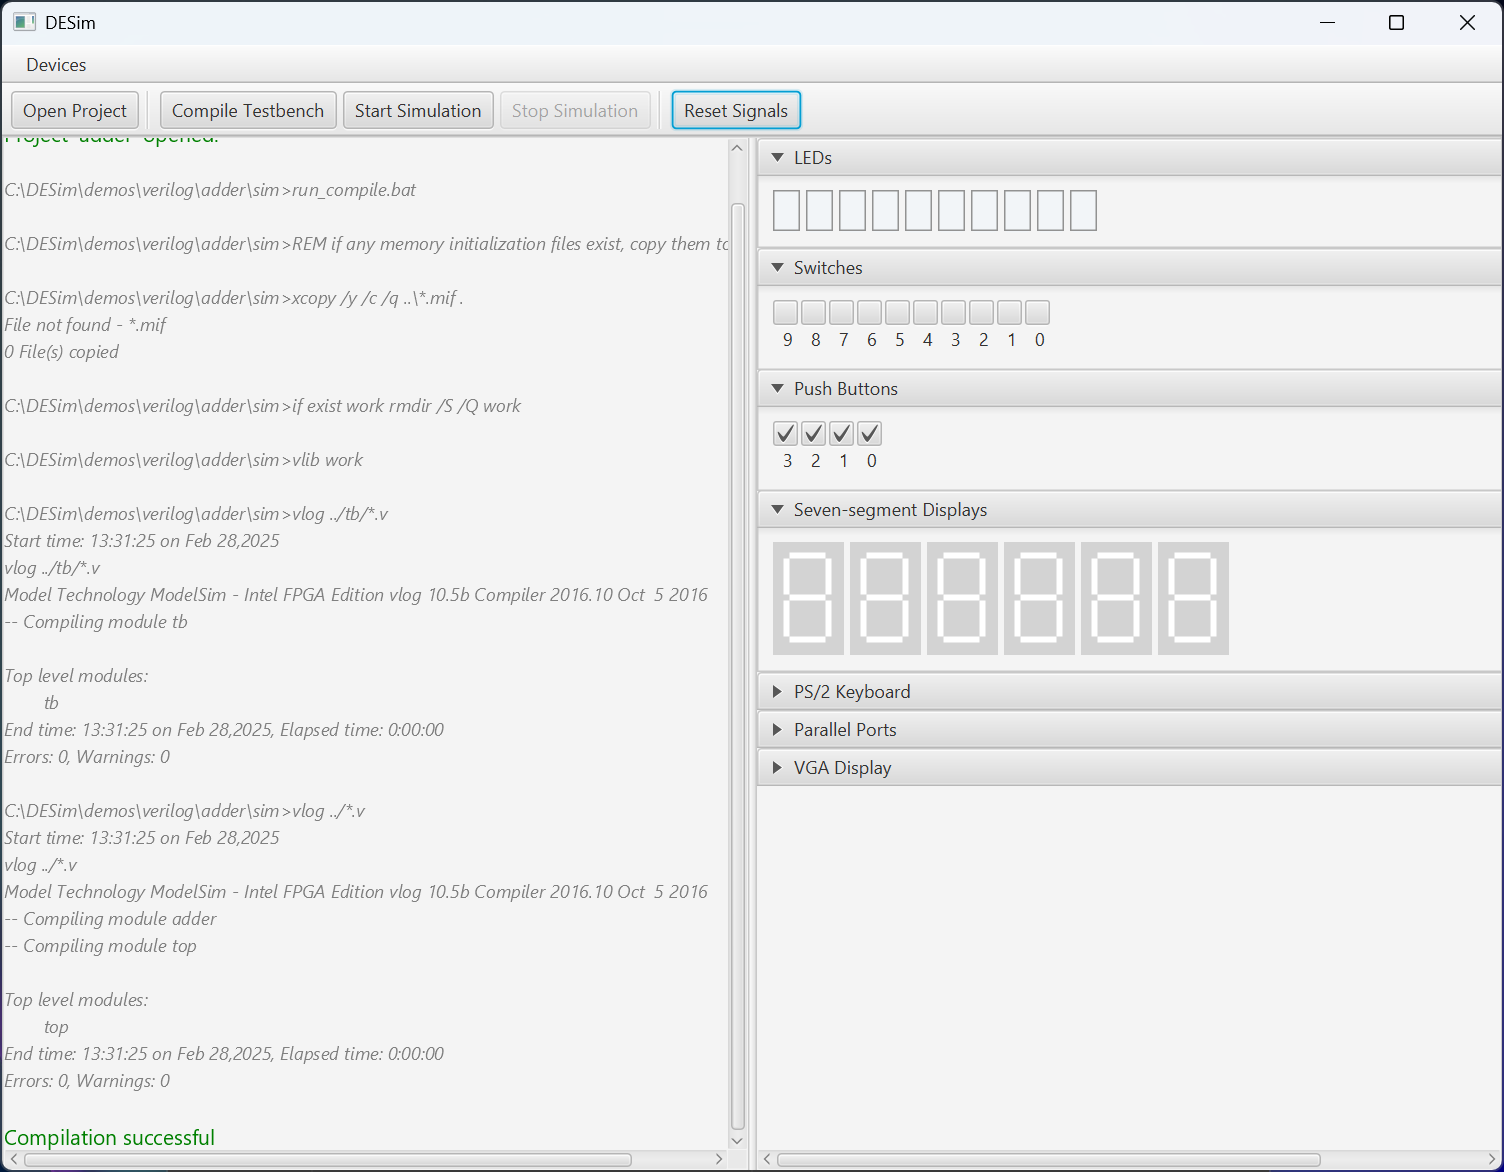 DESim
Devices
Open Project Compile Testbench Start Simulation Stop Simulation Reset Signals
Project "adder" opened.
C:\DESim\demos\verilog\adder\sim>run_compile.bat
C:\DESim\demos\verilog\adder\sim>REM if any memory initialization files exist, copy them to
C:\DESim\demos\verilog\adder\sim>xcopy /y /c /q ..\*.mif .
File not found - *.mif
0 File(s) copied
C:\DESim\demos\verilog\adder\sim>if exist work rmdir /S /Q work
C:\DESim\demos\verilog\adder\sim>vlib work
C:\DESim\demos\verilog\adder\sim>vlog ../tb/*.v
Start time: 13:31:25 on Feb 28,2025
vlog ../tb/*.v
Model Technology ModelSim - Intel FPGA Edition vlog 10.5b Compiler 2016.10 Oct  5 2016
-- Compiling module tb
Top level modules:
tb
End time: 13:31:25 on Feb 28,2025, Elapsed time: 0:00:00
Errors: 0, Warnings: 0
C:\DESim\demos\verilog\adder\sim>vlog ../*.v
Start time: 13:31:25 on Feb 28,2025
vlog ../*.v
Model Technology ModelSim - Intel FPGA Edition vlog 10.5b Compiler 2016.10 Oct  5 2016
-- Compiling module adder
-- Compiling module top
Top level modules:
top
End time: 13:31:25 on Feb 28,2025, Elapsed time: 0:00:00
Errors: 0, Warnings: 0
Compilation successful
LEDs
Switches
9 8 7 6 5 4 3 2 1 0
Push Buttons
3 2 1 0
Seven-segment Displays
PS/2 Keyboard
Parallel Ports
VGA Display